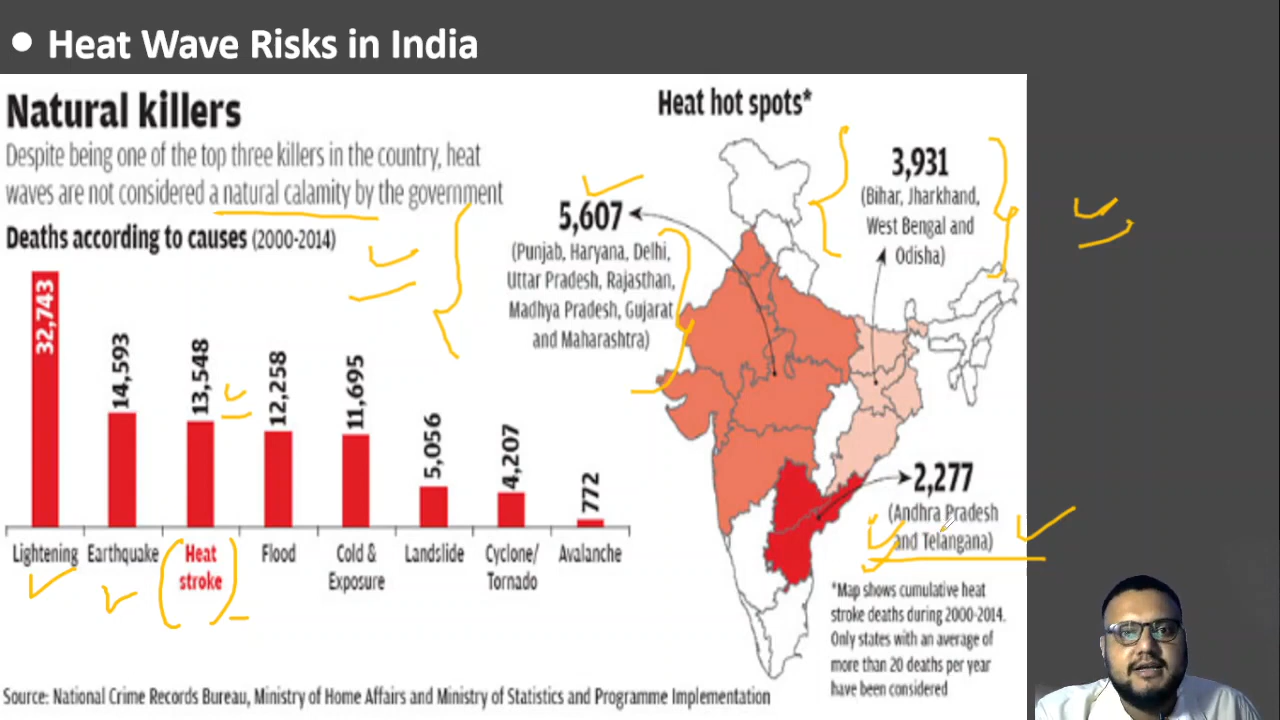 • Heat Wave Risks in India
Natural killers
Despite being one of the top three killers in the country, heat
waves are not considered a natural calamity by the government
Deaths according to causes (2000-2014)
32,743
14,593
13,548
12,258
11,695
5,056
4,207
772
Lightening
Earthquake
Heat
stroke
Flood
Cold &
Exposure
Landslide
Cyclone/
Tornado
Avalanche
Heat hot spots*
5,607
(Punjab, Haryana, Delhi,
Uttar Pradesh, Rajasthan,
Madhya Pradesh, Gujarat
and Maharashtra)
3,931
(Bihar, Jharkhand,
West Bengal and
Odisha)
2,277
(Andhra Pradesh
and Telangana)
*Map shows cumulative heat
stroke deaths during 2000-2014.
Only states with an average of
more than 20 deaths per year
have been considered
Source: National Crime Records Bureau, Ministry of Home Affairs and Ministry of Statistics and Programme Implementation